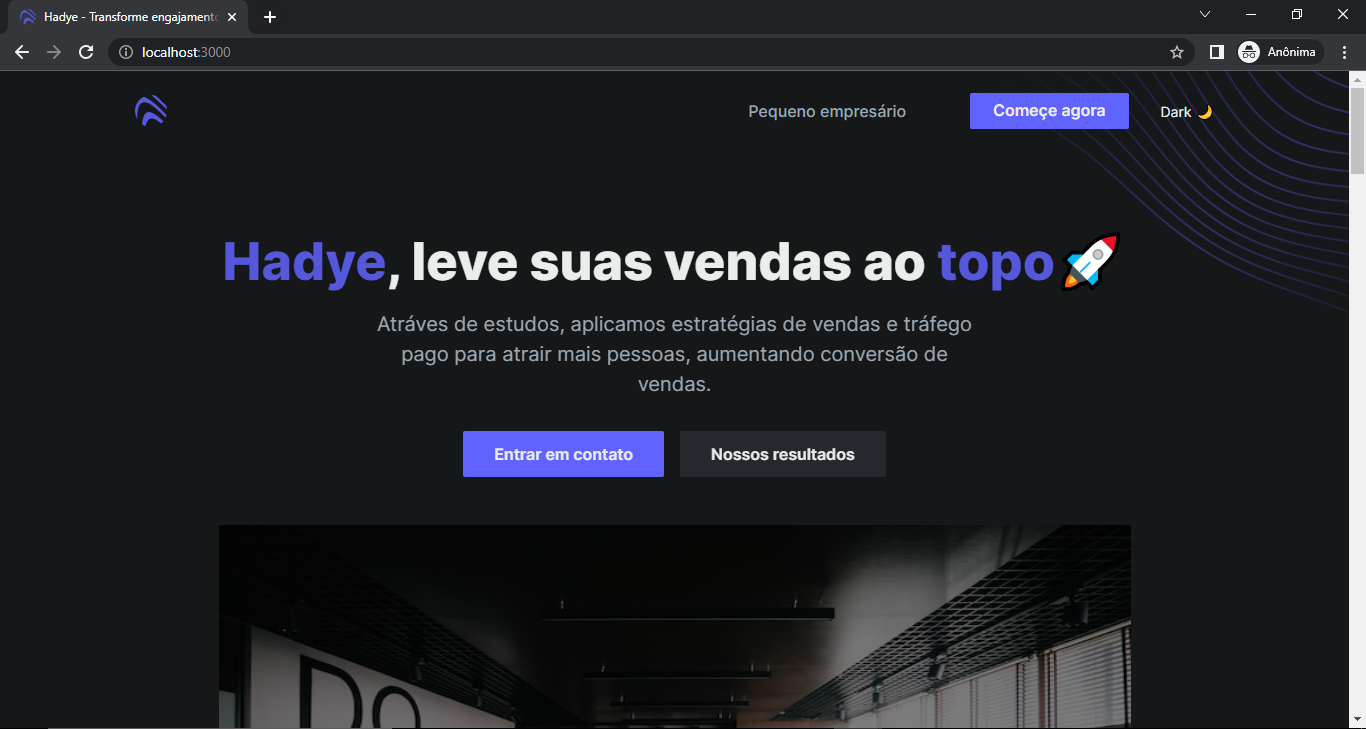 Hadye - Transforme engajamento
localhost:3000
Anônima
Pequeno empresário
Começe agora
Dark 🌙
Hadye, leve suas vendas ao topo🚀
Atráves de estudos, aplicamos estratégias de vendas e tráfego
pago para atrair mais pessoas, aumentando conversão de
vendas.
Entrar em contato
Nossos resultados
Do